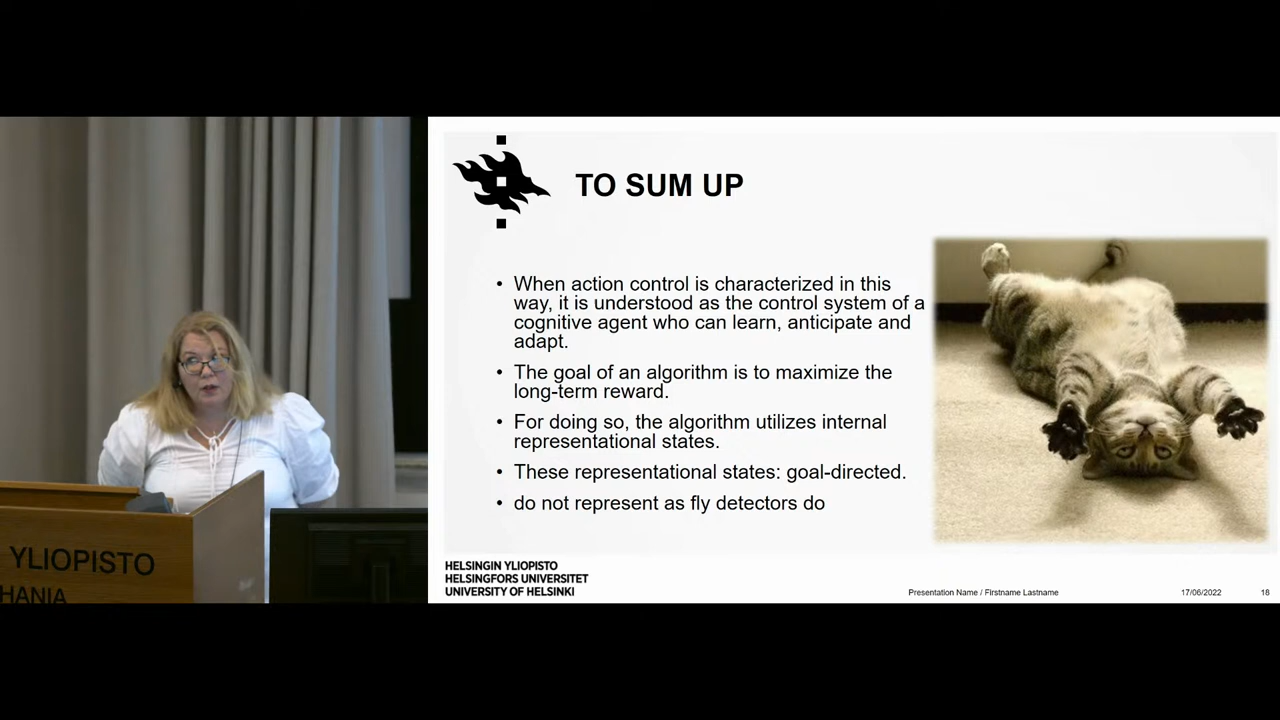 TO SUM UP
• When action control is characterized in this
way, it is understood as the control system of a
cognitive agent who can learn, anticipate and
adapt.
• The goal of an algorithm is to maximize the
long-term reward.
• For doing so, the algorithm utilizes internal
representational states.
• These representational states: goal-directed.
• do not represent as fly detectors do
HELSINGIN YLIOPISTO
HELSINGFORS UNIVERSITET
UNIVERSITY OF HELSINKI
Presentation Name / Firstname Lastname
17/06/2022
18
YLIOPISTO
HANIA